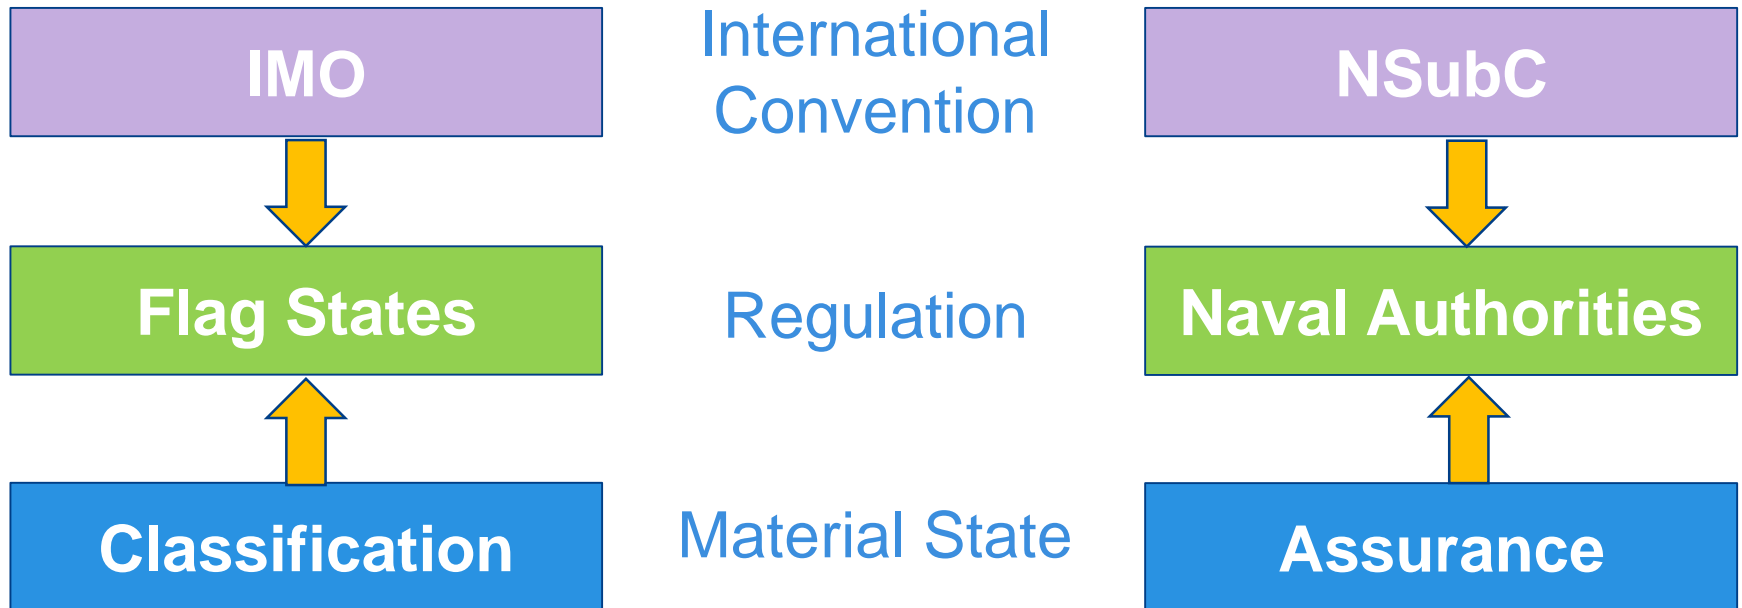 IMO
International
Convention
NSubC
Flag States
Regulation
Naval Authorities
Classification
Material State
Assurance